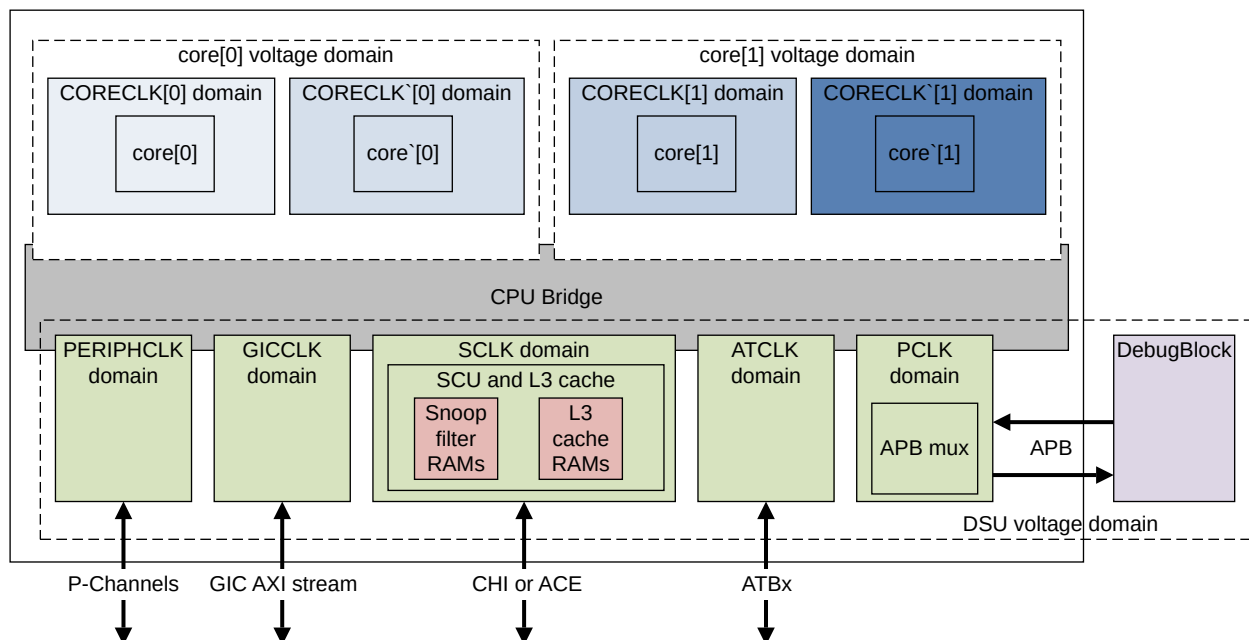 core[0] voltage domain
core[1] voltage domain
CORECLK[0] domain
core[0]
CORECLK`[0] domain
core`[0]
CORECLK[1] domain
core[1]
CORECLK`[1] domain
core`[1]
CPU Bridge
PERIPHCLK
domain
GICCLK
domain
SCLK domain
SCU and L3 cache
Snoop
filter
RAMs
L3
cache
RAMs
ATCLK
domain
PCLK
domain
APB mux
APB
DebugBlock
DSU voltage domain
P-Channels
GIC AXI stream
CHI or ACE
ATBx